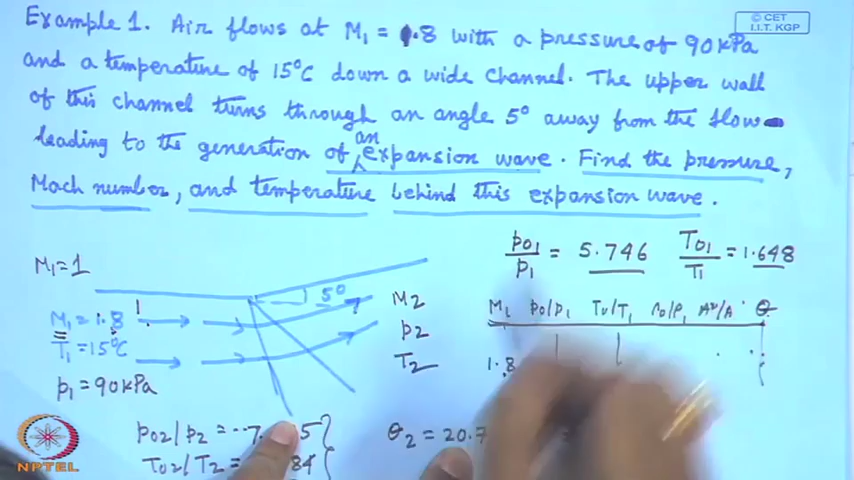 Example 1. Air flows at M1 = 1.8 with a pressure of 90 kPa
and a temperature of 15°C down a wide channel. The upper wall
of this channel turns through an angle 5° away from the flow
leading to the generation of an expansion wave. Find the pressure,
Mach number, and temperature behind this expansion wave.
© CET
I.I.T. KGP
M1=1
5°
M1 = 1.8
T1 = 15°C
p1 = 90 kPa
M2
p2
T2
p01/p1 = 5.746 T01/T1 = 1.648
M1 p0/p1 T0/T1 A*/A θ
1.8
p02/p2 =
T02/T2 =
θ2 = 20.7
NPTEL